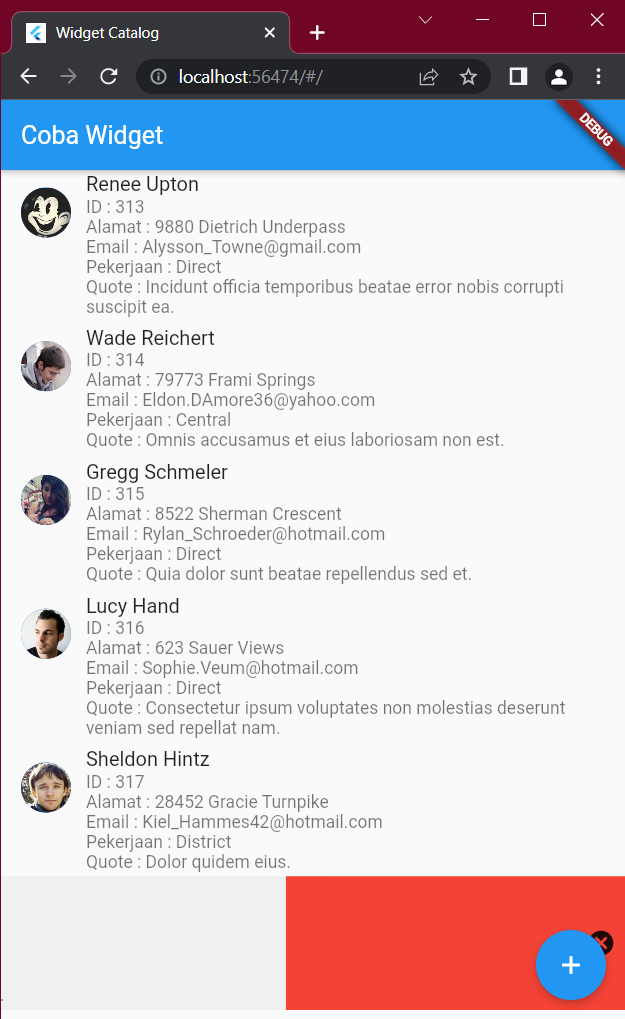 Widget Catalog
localhost:56474/#/
Coba Widget
DEBUG
Renee Upton
ID : 313
Alamat : 9880 Dietrich Underpass
Email : Alysson_Towne@gmail.com
Pekerjaan : Direct
Quote : Incidunt officia temporibus beatae error nobis corrupti
suscipit ea.
Wade Reichert
ID : 314
Alamat : 79773 Frami Springs
Email : Eldon.DAmore36@yahoo.com
Pekerjaan : Central
Quote : Omnis accusamus et eius laboriosam non est.
Gregg Schmeler
ID : 315
Alamat : 8522 Sherman Crescent
Email : Rylan_Schroeder@hotmail.com
Pekerjaan : Direct
Quote : Quia dolor sunt beatae repellendus sed et.
Lucy Hand
ID : 316
Alamat : 623 Sauer Views
Email : Sophie.Veum@hotmail.com
Pekerjaan : Direct
Quote : Consectetur ipsum voluptates non molestias deserunt
veniam sed repellat nam.
Sheldon Hintz
ID : 317
Alamat : 28452 Gracie Turnpike
Email : Kiel_Hammes42@hotmail.com
Pekerjaan : District
Quote : Dolor quidem eius.